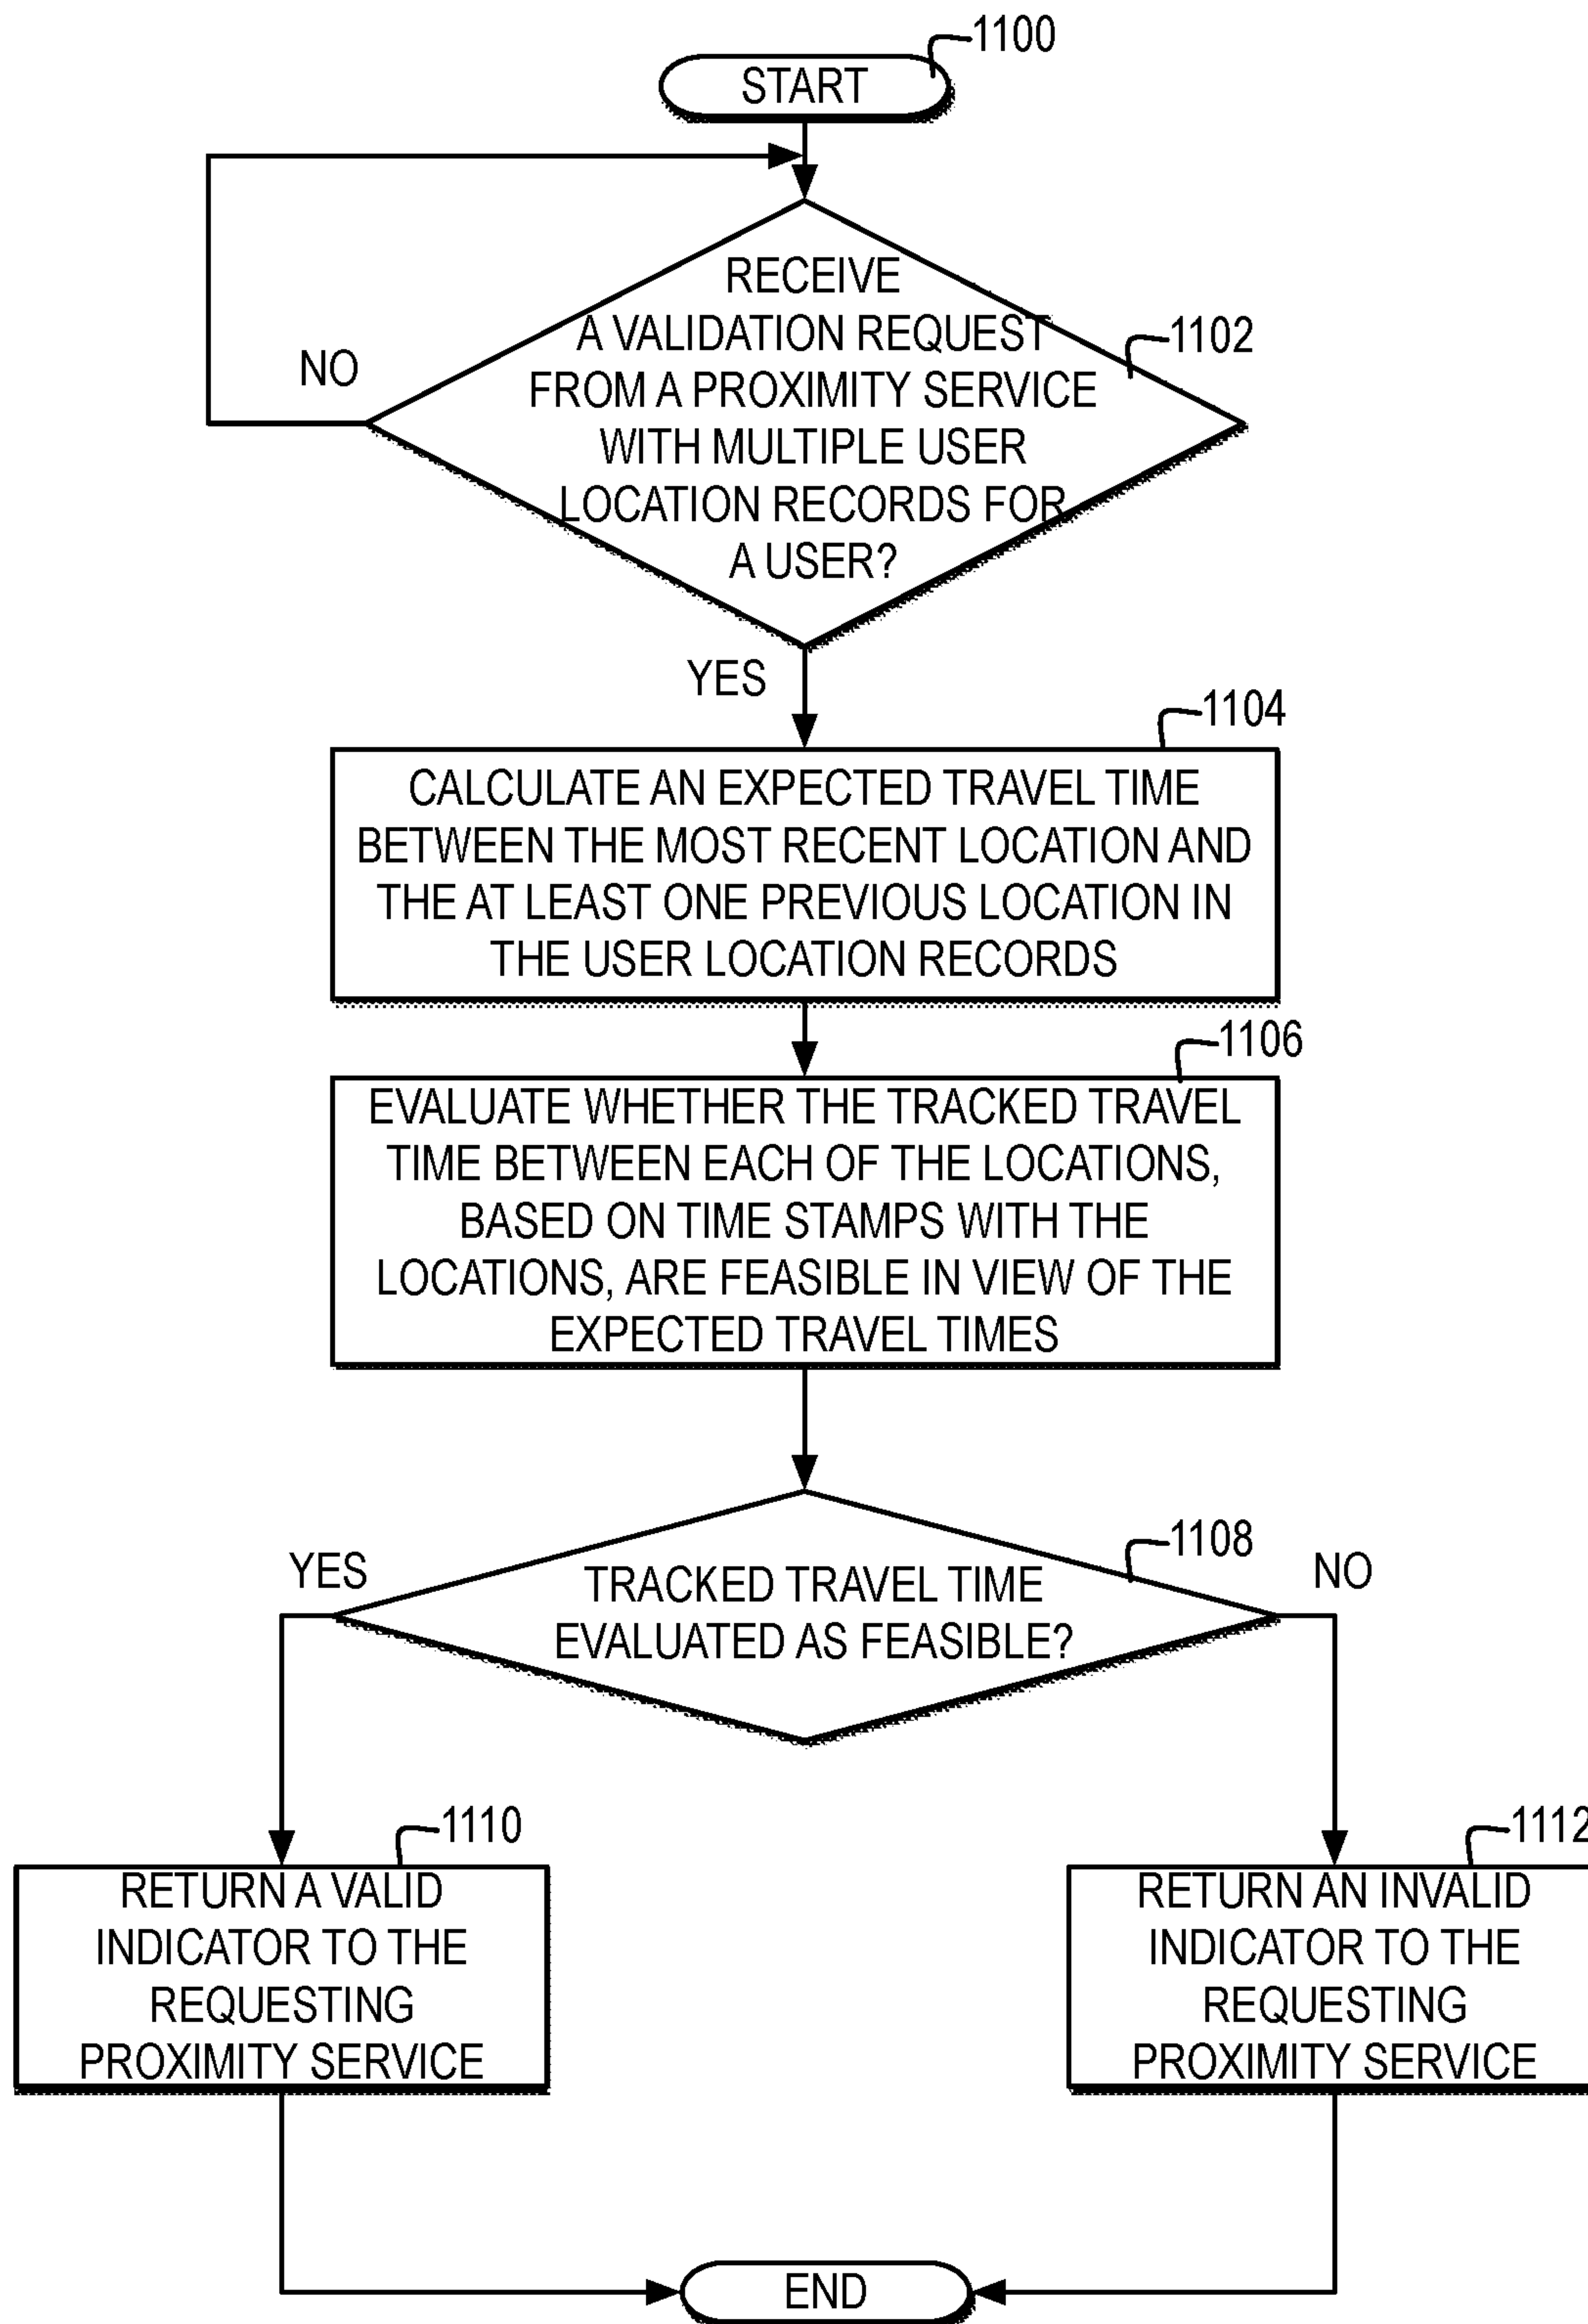 1100
START
RECEIVE
A VALIDATION REQUEST
FROM A PROXIMITY SERVICE
WITH MULTIPLE USER
LOCATION RECORDS FOR
A USER?
1102
NO
YES
1104
CALCULATE AN EXPECTED TRAVEL TIME
BETWEEN THE MOST RECENT LOCATION AND
THE AT LEAST ONE PREVIOUS LOCATION IN
THE USER LOCATION RECORDS
1106
EVALUATE WHETHER THE TRACKED TRAVEL
TIME BETWEEN EACH OF THE LOCATIONS,
BASED ON TIME STAMPS WITH THE
LOCATIONS, ARE FEASIBLE IN VIEW OF THE
EXPECTED TRAVEL TIMES
1108
YES
NO
TRACKED TRAVEL TIME
EVALUATED AS FEASIBLE?
1110
RETURN A VALID
INDICATOR TO THE
REQUESTING
PROXIMITY SERVICE
1112
RETURN AN INVALID
INDICATOR TO THE
REQUESTING
PROXIMITY SERVICE
END